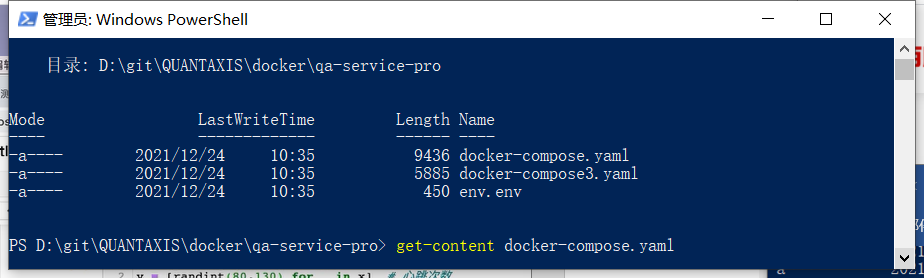 管理员: Windows PowerShell
目录: D:\git\QUANTAXIS\docker\qa-service-pro
Mode LastWriteTime Length Name
---- ------------- ------ ----
-a---- 2021/12/24 10:35 9436 docker-compose.yaml
-a---- 2021/12/24 10:35 5885 docker-compose3.yaml
-a---- 2021/12/24 10:35 450 env.env
PS D:\git\QUANTAXIS\docker\qa-service-pro> get-content docker-compose.yaml